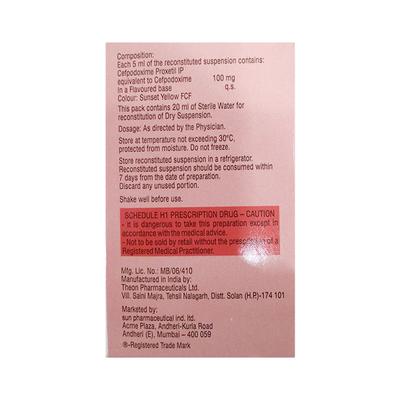 Composition:
Each 5 ml of the reconstituted suspension contains:
Cefpodoxime Proxetil IP
equivalent to Cefpodoxime 100 mg
In a Flavoured base q.s.
Colour: Sunset Yellow FCF
This pack contains 20 ml of Sterile Water for
reconstitution of Dry Suspension.
Dosage: As directed by the Physician.
Store at temperature not exceeding 30°C,
protected from moisture. Do not freeze.
Store reconstituted suspension in a refrigerator.
Reconstituted suspension should be consumed within
7 days from the date of preparation.
Discard any unused portion.
Shake well before use.
SCHEDULE H1 PRESCRIPTION DRUG – CAUTION
- It is dangerous to take this preparation except in
accordance with the medical advice.
- Not to be sold by retail without the prescription of a
Registered Medical Practitioner.
Mfg. Lic. No.: MB/06/410
Manufactured in India by:
Theon Pharmaceuticals Ltd.
Vill. Saini Majra, Tehsil Nalagarh, Distt. Solan (H.P.)-174 101
Marketed by:
sun pharmaceutical ind. ltd.
Acme Plaza, Andheri-Kurla Road
Andheri (E), Mumbai – 400 059
®-Registered Trade Mark